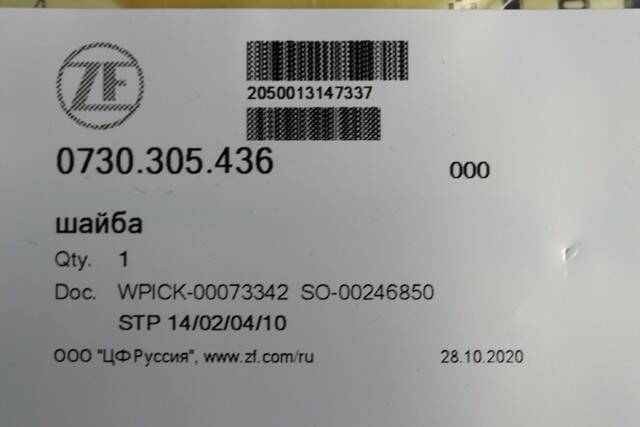 ZF
2050013147337
0730.305.436
000
шайба
Qty. 1
Doc. WPICK-00073342 SO-00246850
STP 14/02/04/10
ООО "ЦФ Руссия", www.zf.com/ru 28.10.2020